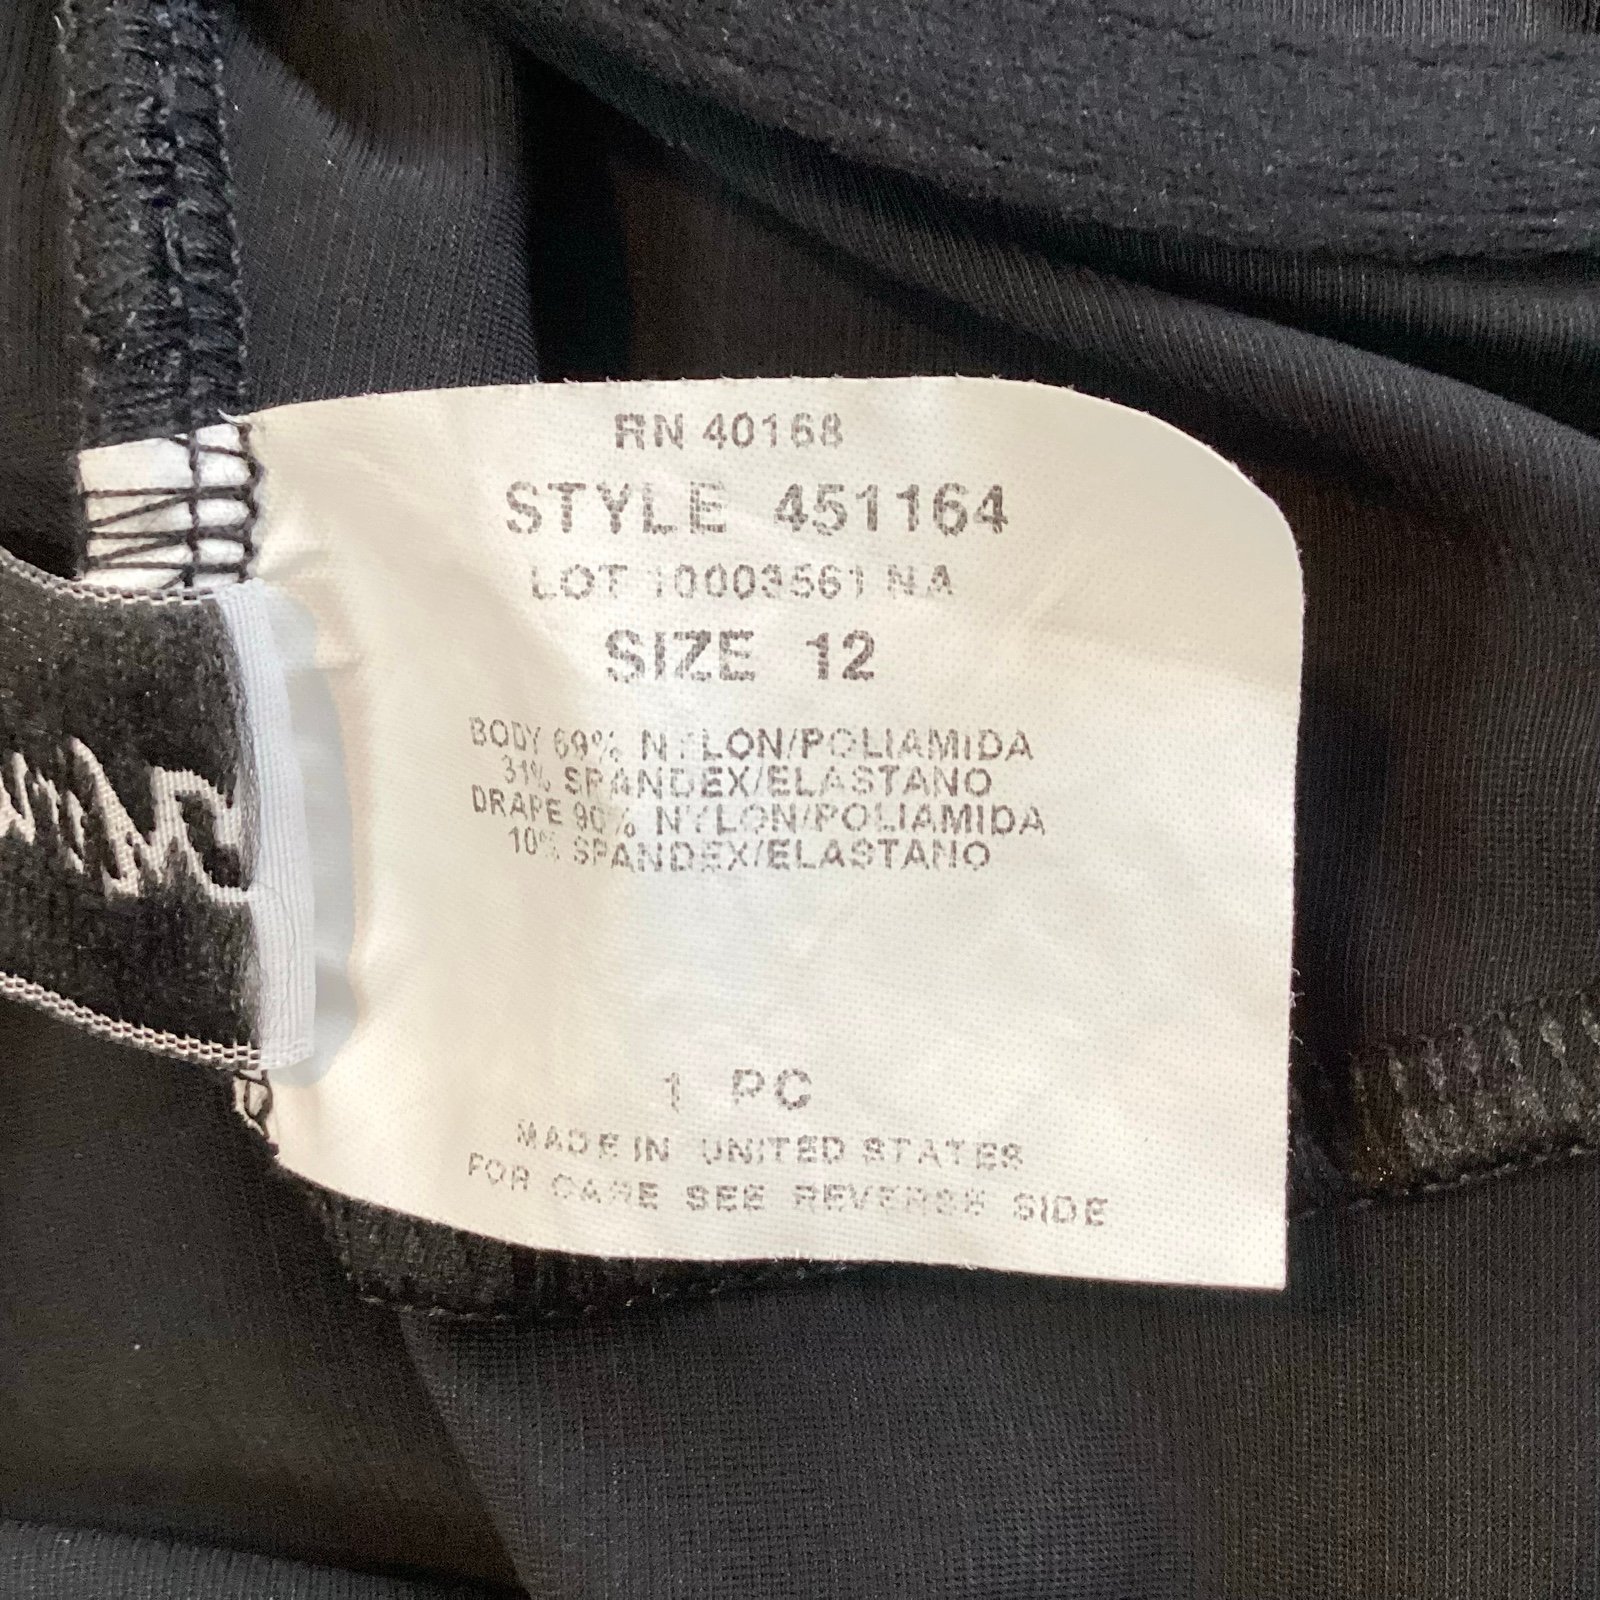 RN 40168
STYLE 451164
LOT 10003561 NA
SIZE 12
BODY 69% NYLON/POLIAMIDA
31% SPANDEX/ELASTANO
DRAPE 90% NYLON/POLIAMIDA
10% SPANDEX/ELASTANO
1 PC
MADE IN UNITED STATES
FOR CARE SEE REVERSE SIDE